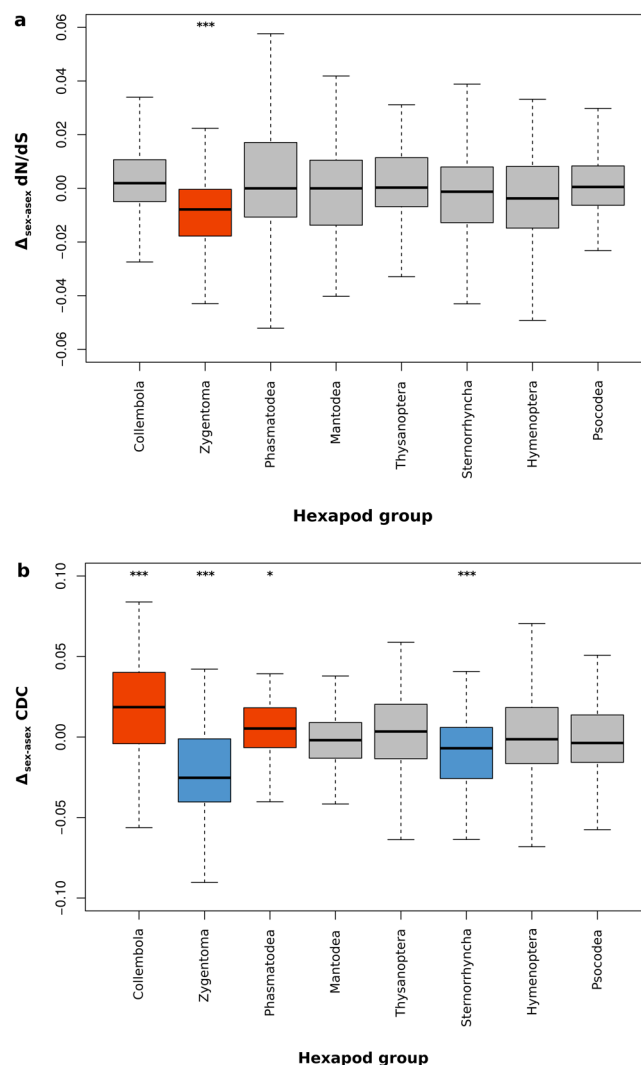 a
***
Δsex-asex dN/dS
0.06
0.04
0.02
0.00
−0.02
−0.04
−0.06
Collembola
Zygentoma
Phasmatodea
Mantodea
Thysanoptera
Sternorrhyncha
Hymenoptera
Psocodea
Hexapod group
b
*** *** * ***
Δsex-asex CDC
0.10
0.05
0.00
−0.05
−0.10
Collembola
Zygentoma
Phasmatodea
Mantodea
Thysanoptera
Sternorrhyncha
Hymenoptera
Psocodea
Hexapod group